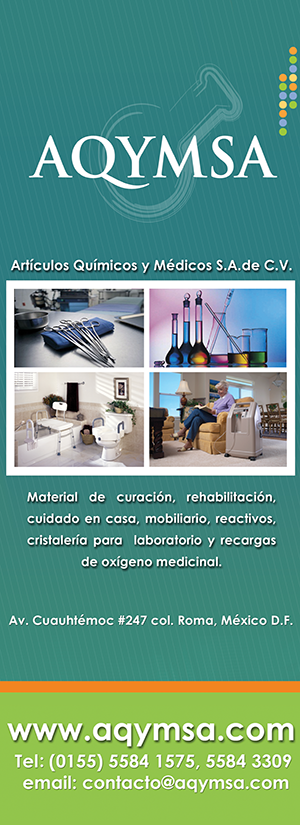 AQYMSA
Artículos Químicos y Médicos S.A.de C.V.
Material de curación, rehabilitación,
cuidado en casa, mobiliario, reactivos,
cristalería para laboratorio y recargas
de oxígeno medicinal.
Av. Cuauhtémoc #247 col. Roma, México D.F.
www.aqymsa.com
Tel: (0155) 5584 1575, 5584 3309
email: contacto@aqymsa.com